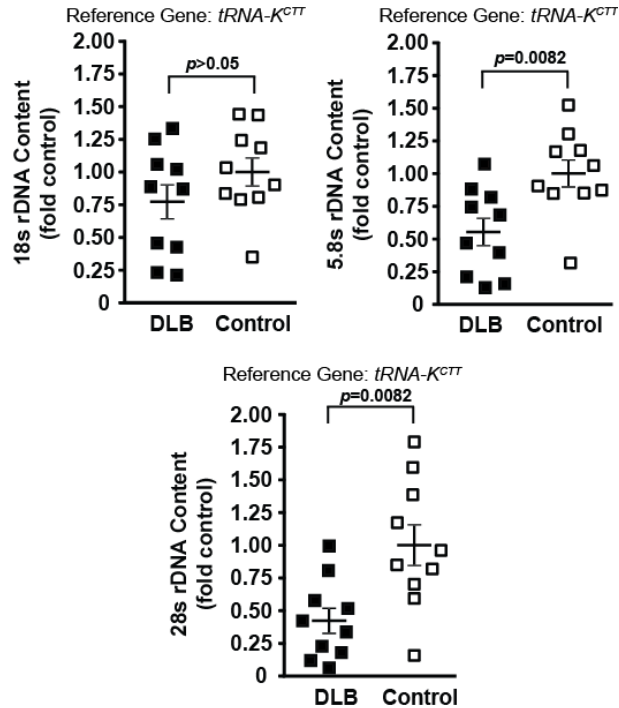 Reference Gene: tRNA-K^CTT
p>0.05
2.00
1.75
1.50
1.25
1.00
0.75
0.50
0.25
0
18s rDNA Content
(fold control)
DLB Control
Reference Gene: tRNA-K^CTT
p=0.0082
2.00
1.75
1.50
1.25
1.00
0.75
0.50
0.25
0
5.8s rDNA Content
(fold control)
DLB Control
Reference Gene: tRNA-K^CTT
p=0.0082
2.00
1.75
1.50
1.25
1.00
0.75
0.50
0.25
0
28s rDNA Content
(fold control)
DLB Control